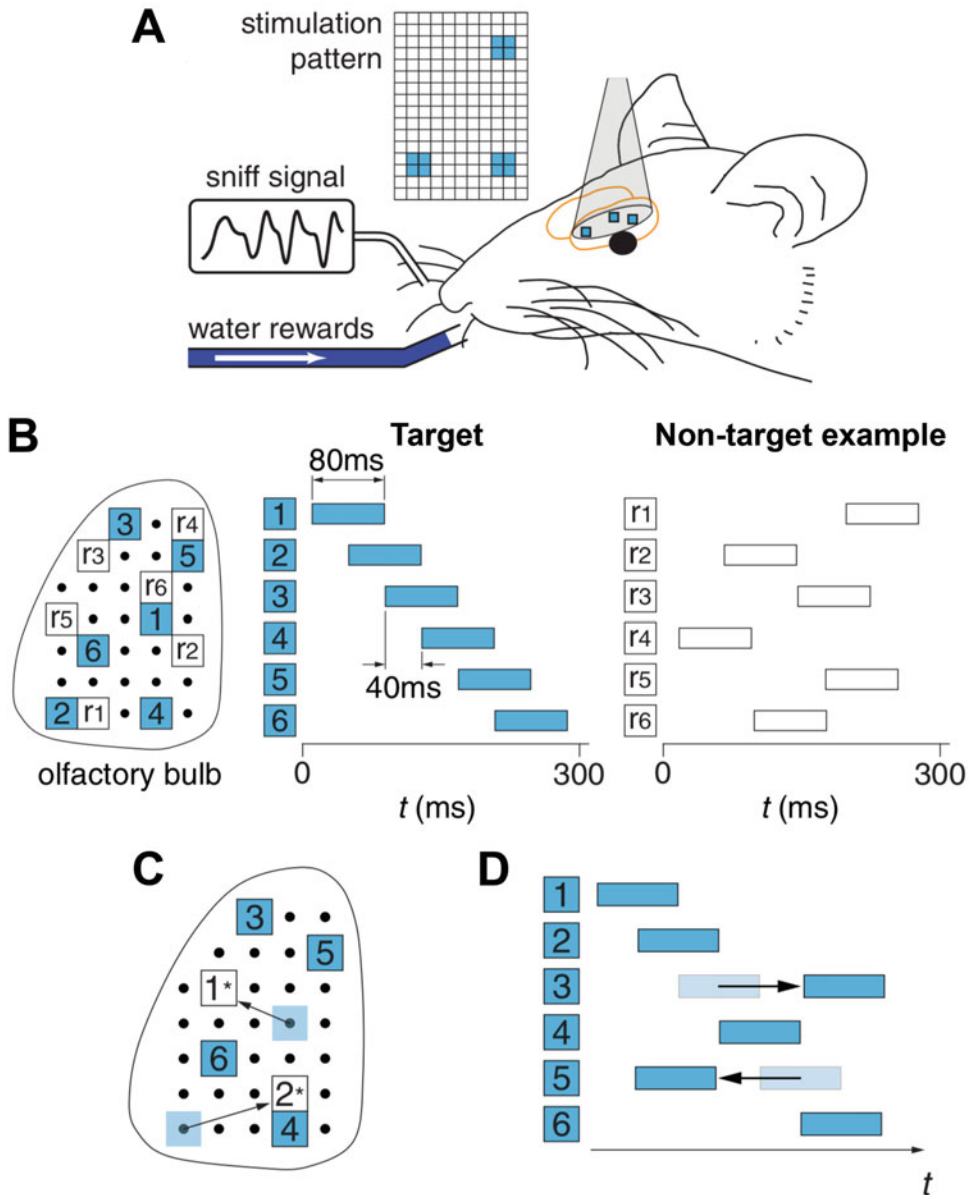 A
stimulation
pattern
sniff signal
water rewards
B
Target
Non-target example
80ms
3
r4
r3
5
r6
r5
1
6
r2
2
r1
4
olfactory bulb
1
2
3
4
5
6
40ms
0
300
t (ms)
r1
r2
r3
r4
r5
r6
0
300
t (ms)
C
3
5
1*
6
2*
4
D
1
2
3
4
5
6
t